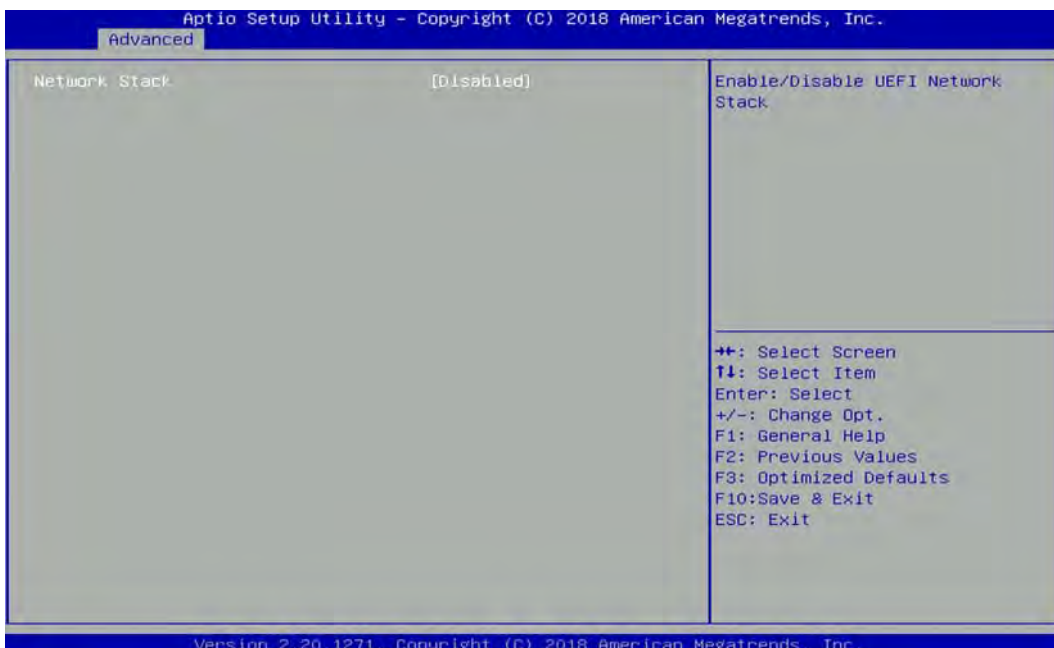 Aptio Setup Utility – Copyright (C) 2018 American Megatrends, Inc.
Advanced
Network Stack [Disabled]
Enable/Disable UEFI Network
Stack
→←: Select Screen
↑↓: Select Item
Enter: Select
+/-: Change Opt.
F1: General Help
F2: Previous Values
F3: Optimized Defaults
F10:Save & Exit
ESC: Exit
Version 2.20.1271. Copyright (C) 2018 American Megatrends, Inc.